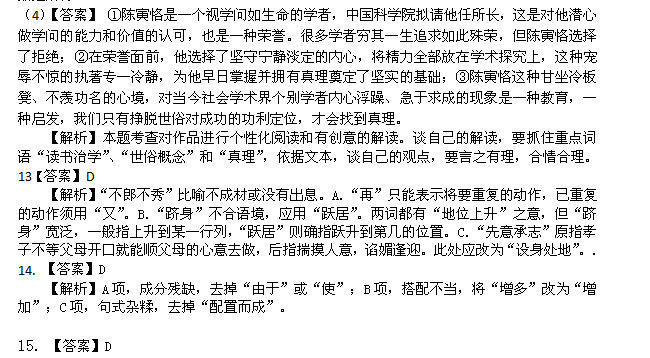 （4）【答案】 ①陈寅恪是一个视学问如生命的学者，中国科学院拟请他任所长，这是对他潜心
做学问的能力和价值的认可，也是一种荣誉。很多学者穷其一生追求如此殊荣，但陈寅恪选择
了拒绝；②在荣誉面前，他选择了坚守宁静淡定的内心，将精力全部放在学术探究上，这种宠
辱不惊的执著专一冷静，为他早日掌握并拥有真理奠定了坚实的基础；③陈寅恪这种甘坐冷板
凳、不羡功名的心境，对当今社会学术界个别学者内心浮躁、急于求成的现象是一种教育，一
种启发，我们只有挣脱世俗对成功的功利定位，才会找到真理。
【解析】本题考查对作品进行个性化阅读和有创意的解读。谈自己的解读，要抓住重点词
语“读书治学”、“世俗概念”和“真理”，依据文本，谈自己的观点，要言之有理，合情合理。
13【答案】D
【解析】“不郎不秀”比喻不成材或没有出息。A.“再”只能表示将要重复的动作，已重复
的动作须用“又”。B.“跻身”不合语境，应用“跃居”。两词都有“地位上升”之意，但“跻
身”宽泛，一般指上升到某一行列，“跃居”则确指跃升到第几的位置。C.“先意承志”原指孝
子不等父母开口就能顺父母的心意去做，后指揣摸人意，谄媚逢迎。此处应改为“设身处地”。.
14. 【答案】D
【解析】A项，成分残缺，去掉“由于”或“使”；B项，搭配不当，将“增多”改为“增
加”；C项，句式杂糅，去掉“配置而成”。
15. 【答案】D